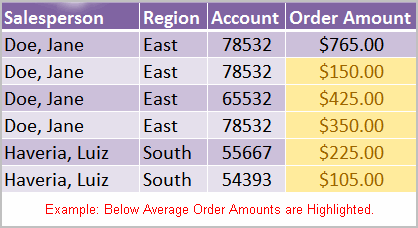 Salesperson Region Account Order Amount
Doe, Jane East 78532 $765.00
Doe, Jane East 78532 $150.00
Doe, Jane East 65532 $425.00
Doe, Jane East 78532 $350.00
Haveria, Luiz South 55667 $225.00
Haveria, Luiz South 54393 $105.00
Example: Below Average Order Amounts are Highlighted.